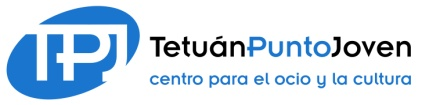 TPJ
TetuánPuntoJoven
centro para el ocio y la cultura